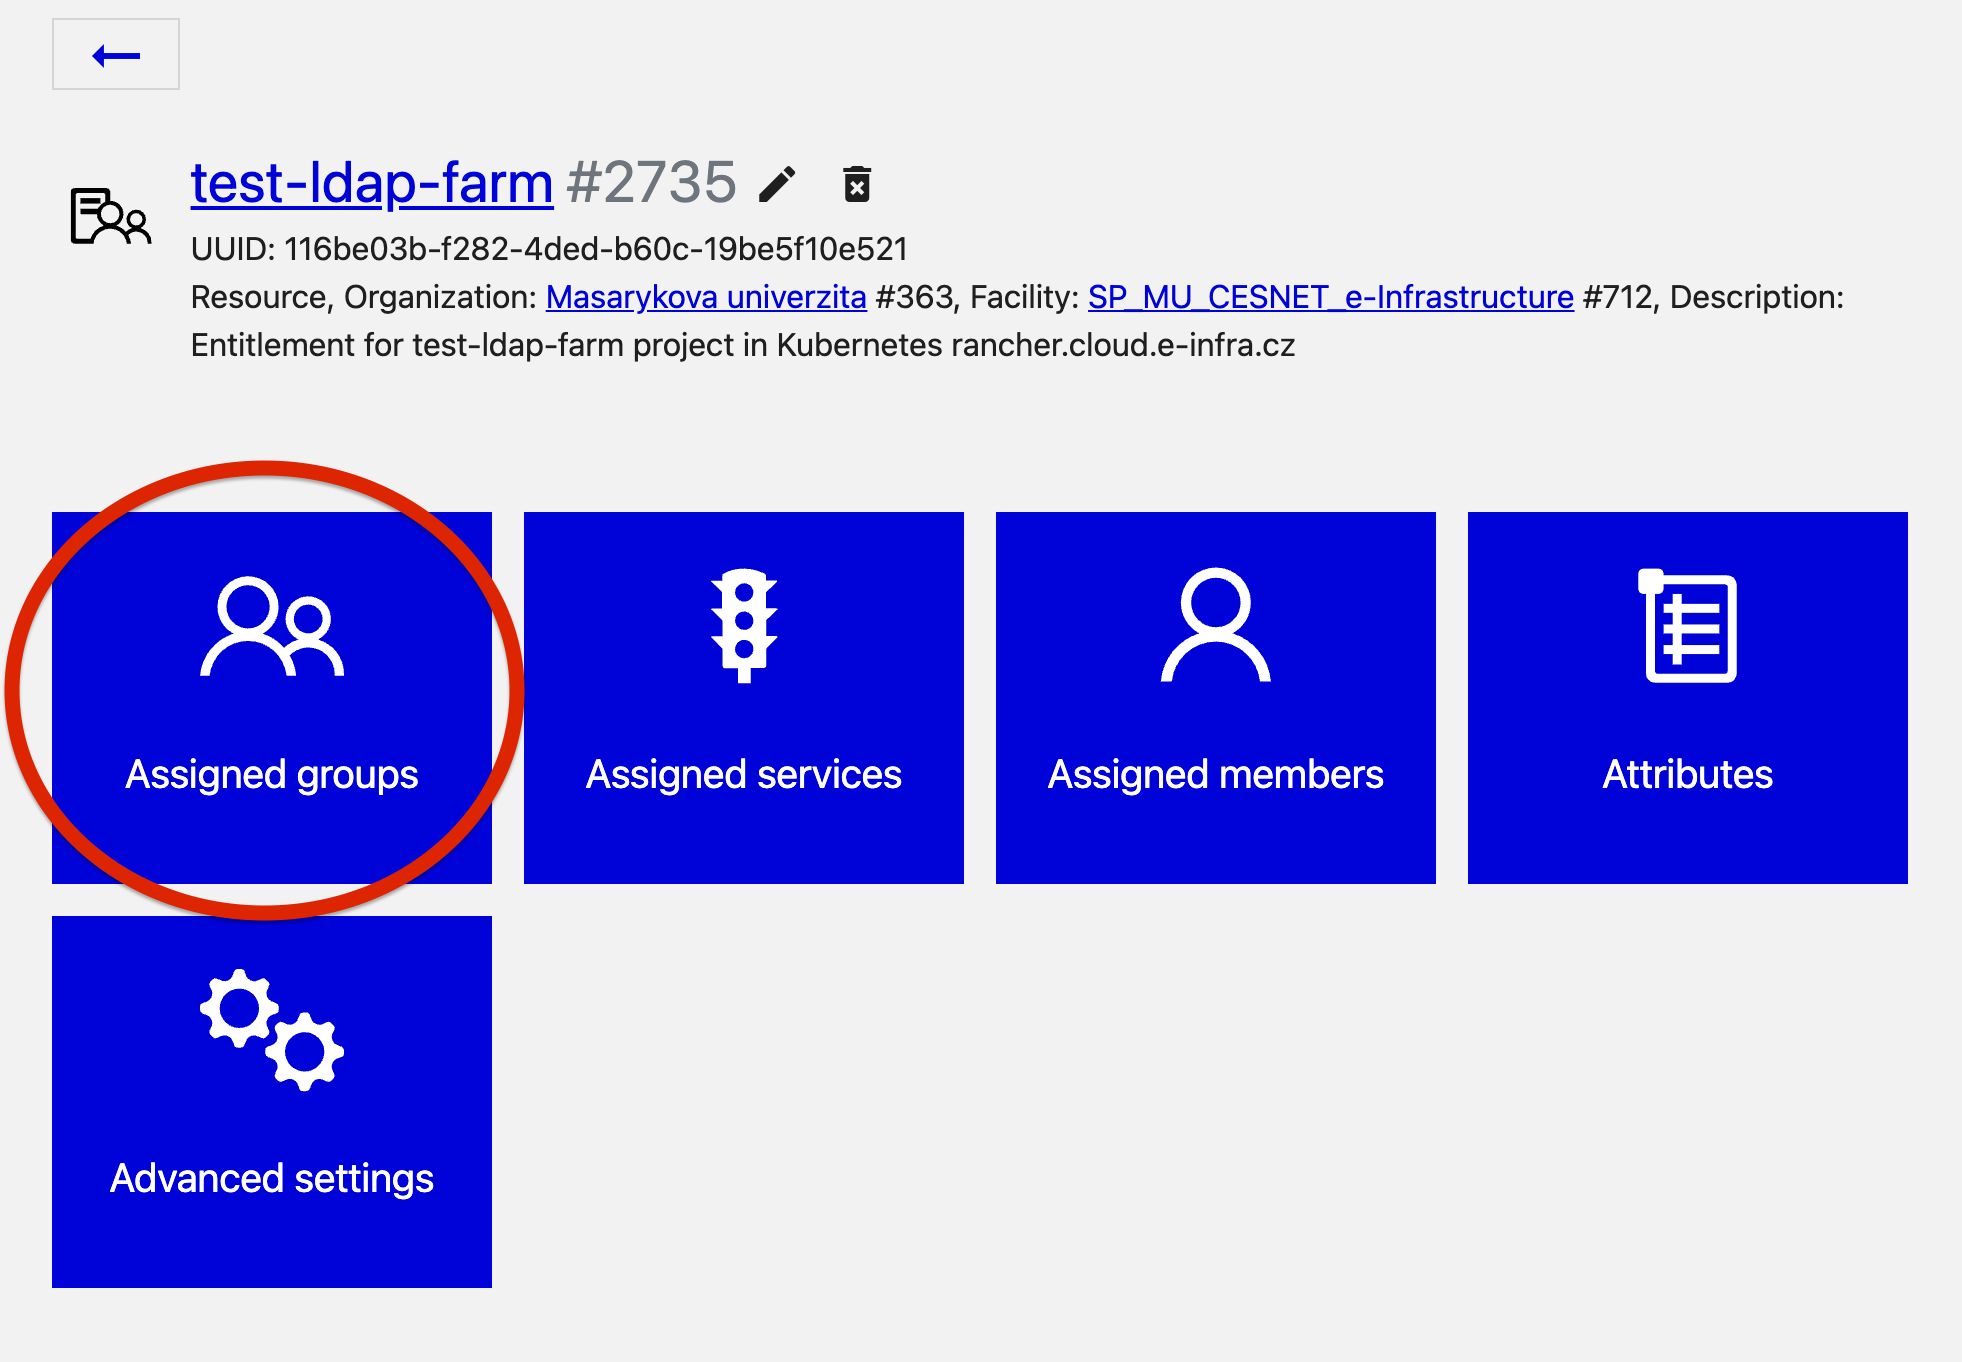 test-ldap-farm #2735
UUID: 116be03b-f282-4ded-b60c-19be5f10e521
Resource, Organization: Masarykova univerzita #363, Facility: SP_MU_CESNET_e-Infrastructure #712, Description:
Entitlement for test-ldap-farm project in Kubernetes rancher.cloud.e-infra.cz
Assigned groups
Assigned services
Assigned members
Attributes
Advanced settings